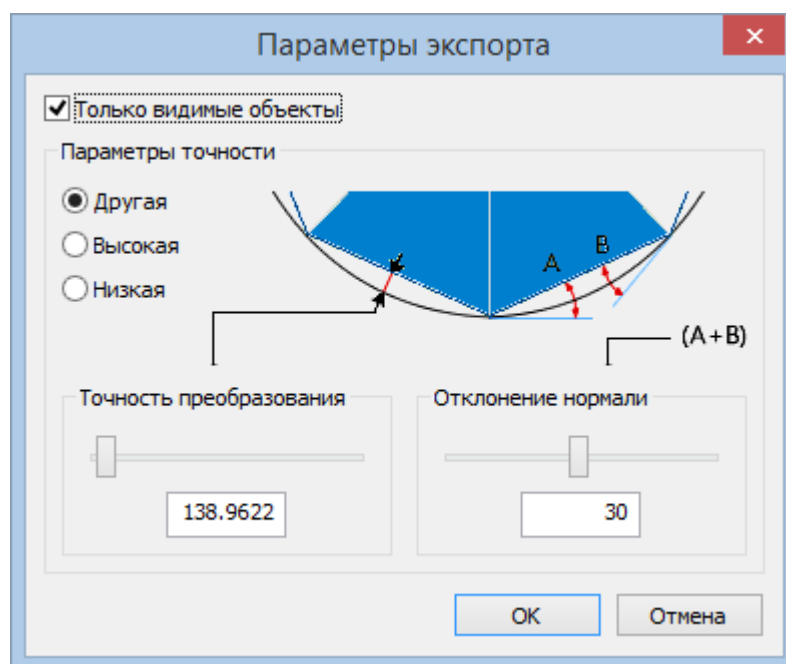 Параметры экспорта
Только видимые объекты
Параметры точности
Другая
Высокая
Низкая
A
B
(A+B)
Точность преобразования
Отклонение нормали
138.9622
30
OK
Отмена